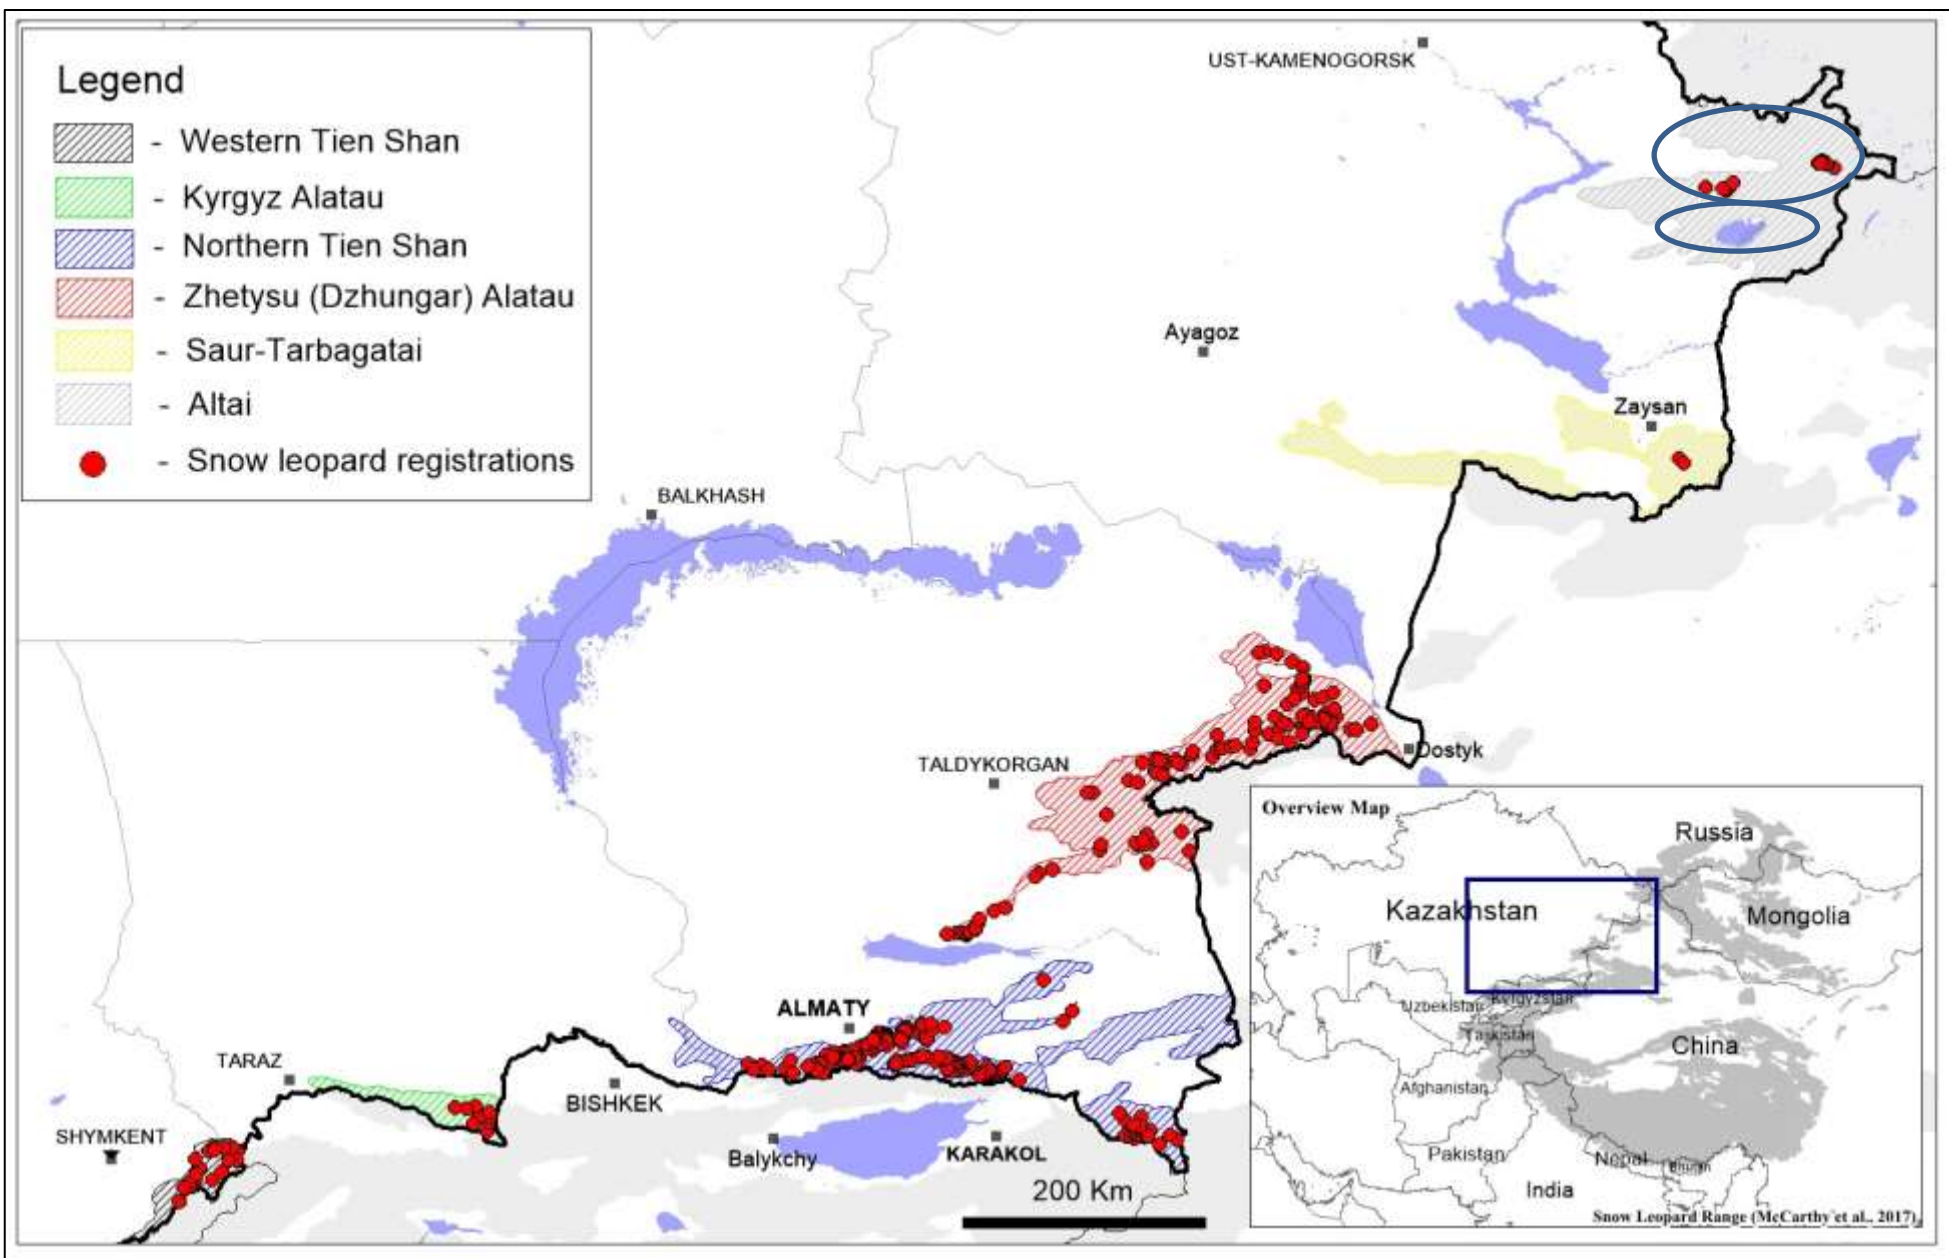 Legend
- Western Tien Shan
- Kyrgyz Alatau
- Northern Tien Shan
- Zhetysu (Dzhungar) Alatau
- Saur-Tarbagatai
- Altai
- Snow leopard registrations
UST-KAMENOGORSK
Ayagoz
Zaysan
BALKHASH
TALDYKORGAN
Dostyk
ALMATY
TARAZ
BISHKEK
SHYMKENT
Balykchy
KARAKOL
200 Km
Overview Map
Russia
Kazakhstan
Mongolia
Uzbekistan
Kyrgyzstan
Tajikistan
China
Afghanistan
Pakistan
Nepal
Bhutan
India
Snow Leopard Range (McCarthy et al., 2017)